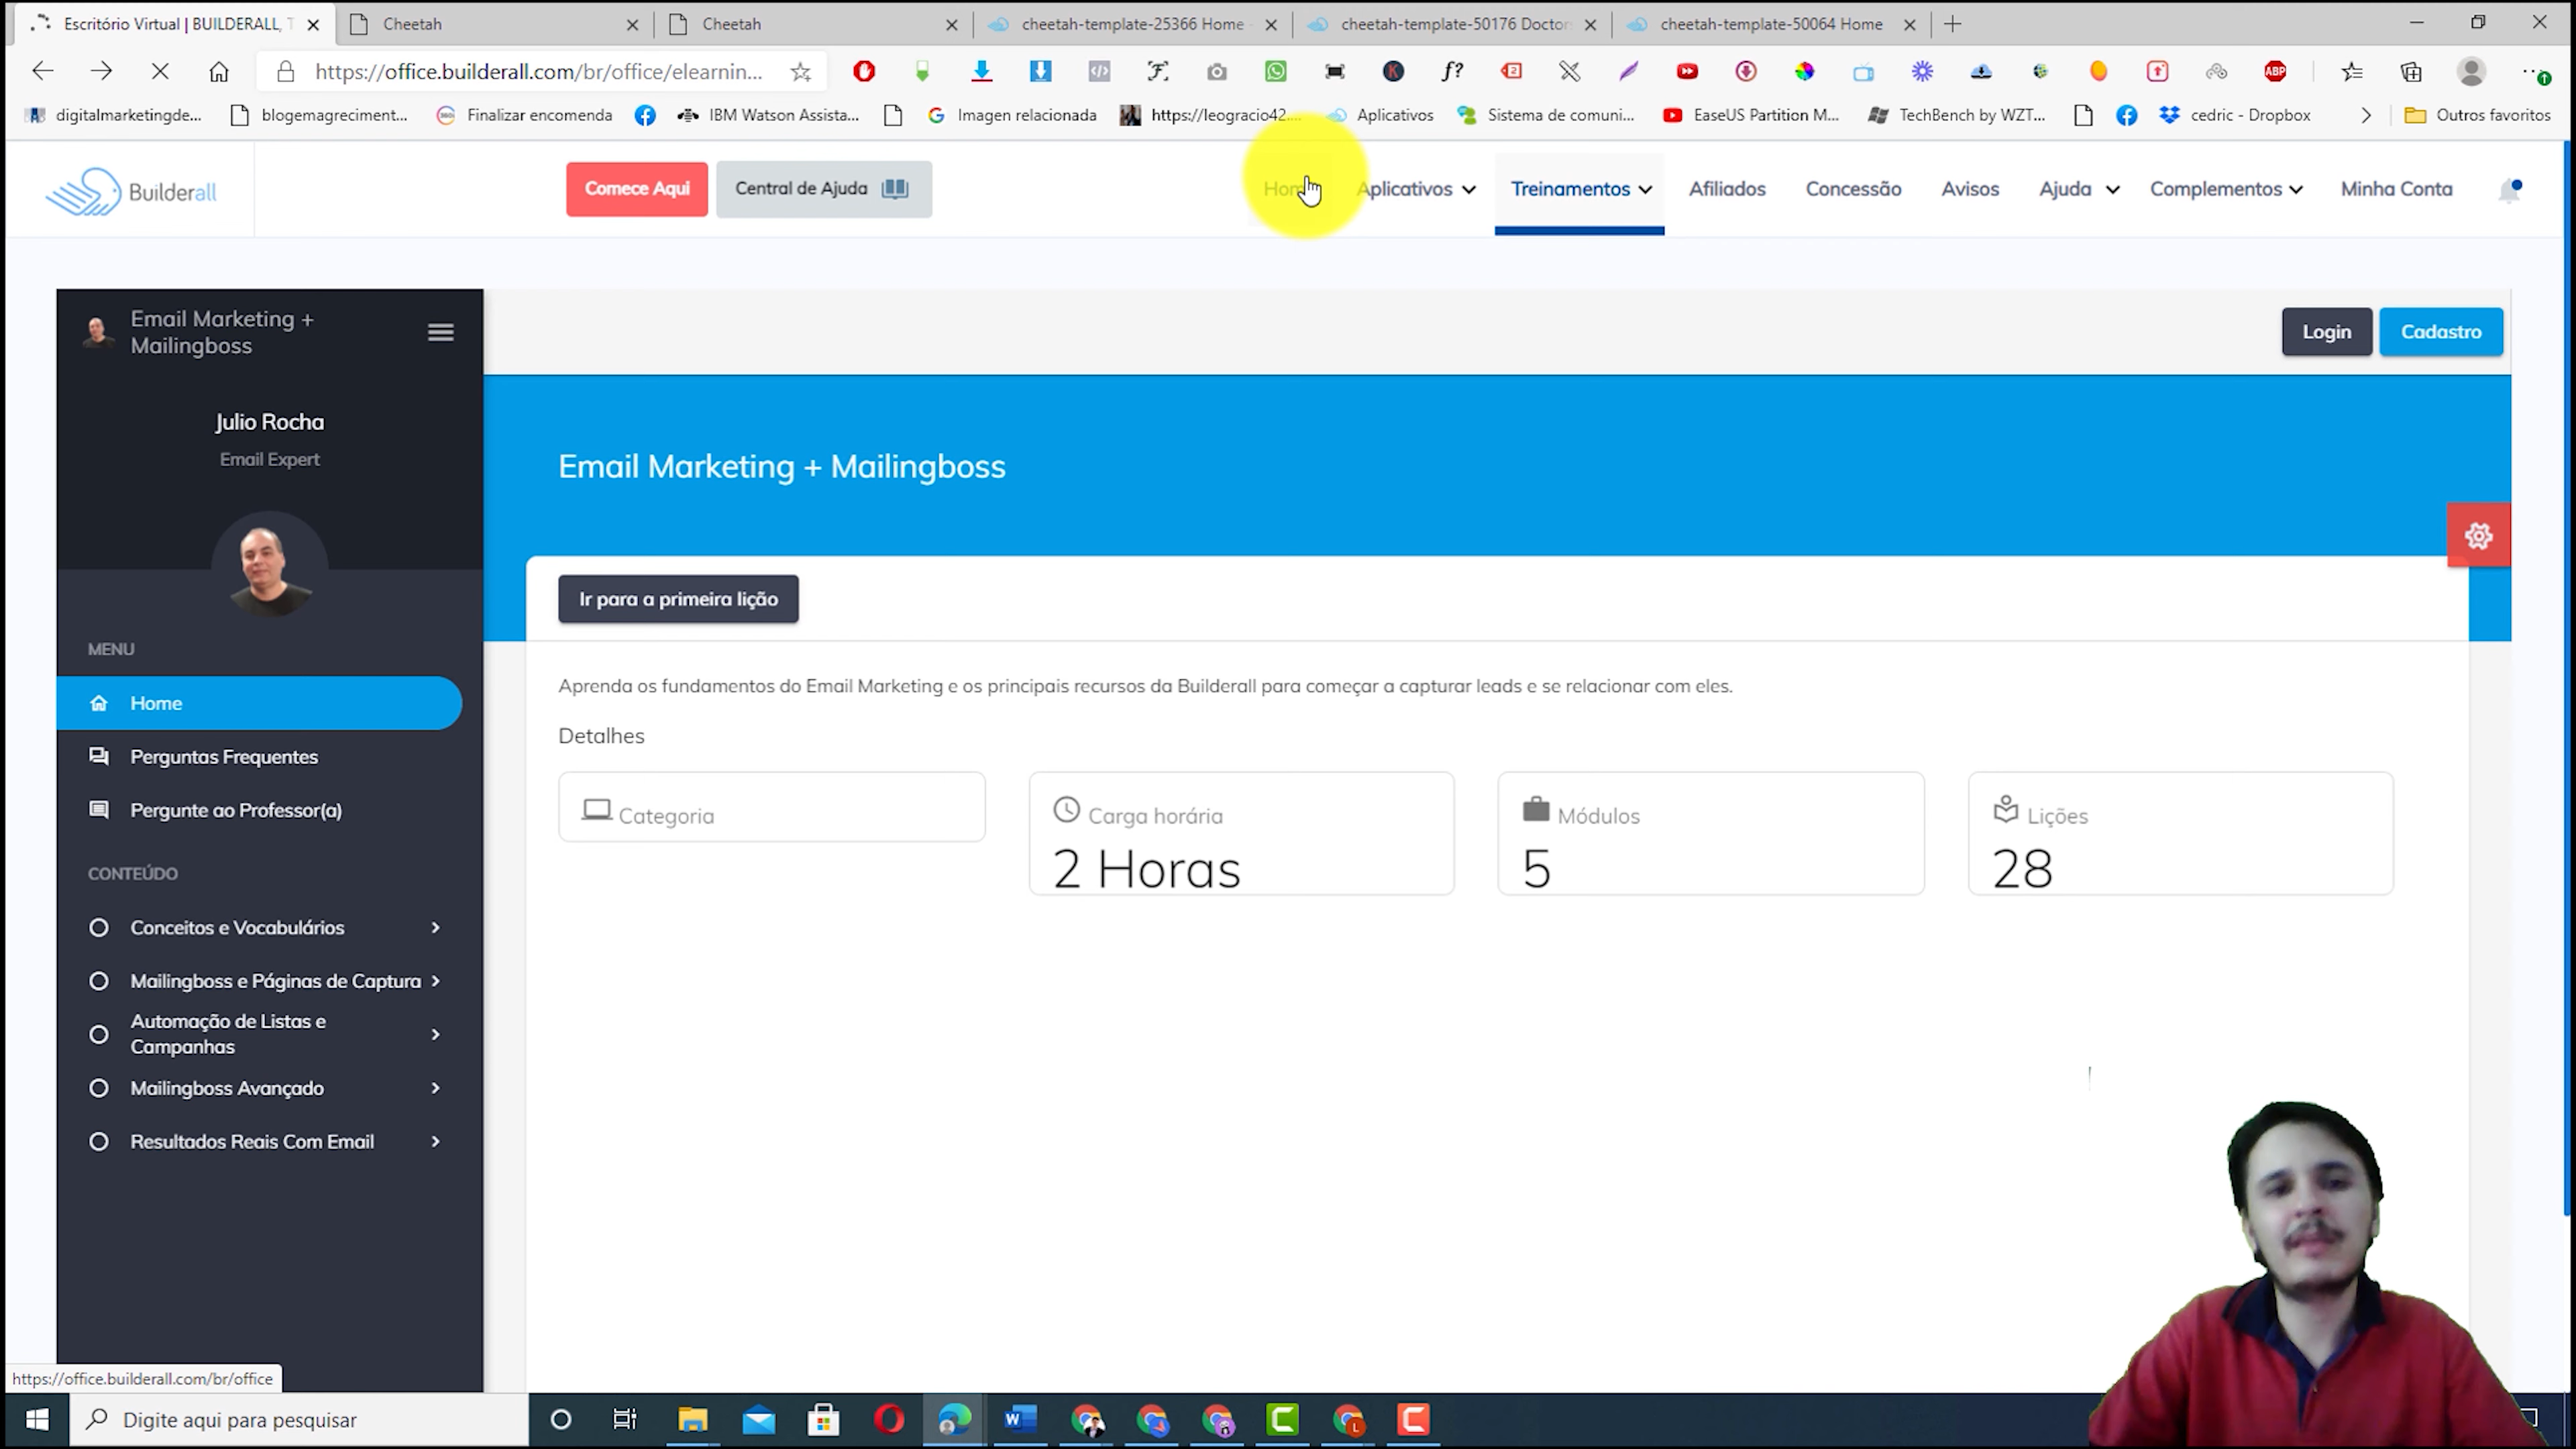 Escritório Virtual | BUILDERALL, T
Cheetah
Cheetah
cheetah-template-25366 Home
cheetah-template-50176 Doctor
cheetah-template-50064 Home
https://office.builderall.com/br/office/elearnin...
digitalmarketingde...
blogemagreciment...
Finalizar encomenda
IBM Watson Assista...
Imagen relacionada
https://leogracio42....
Aplicativos
Sistema de comuni...
EaseUS Partition M...
TechBench by WZT...
cedric - Dropbox
Outros favoritos
Builderall
Comece Aqui
Central de Ajuda
Aplicativos
Treinamentos
Afiliados
Concessão
Avisos
Ajuda
Complementos
Minha Conta
Email Marketing +
Mailingboss
Login
Cadastro
Julio Rocha
Email Expert
Email Marketing + Mailingboss
Ir para a primeira lição
MENU
Home
Perguntas Frequentes
Pergunte ao Professor(a)
Aprenda os fundamentos do Email Marketing e os principais recursos da Builderall para começar a capturar leads e se relacionar com eles.
Detalhes
Categoria
Carga horária
2 Horas
Módulos
5
Lições
28
CONTEÚDO
Conceitos e Vocabulários
Mailingboss e Páginas de Captura
Automação de Listas e
Campanhas
Mailingboss Avançado
Resultados Reais Com Email
https://office.builderall.com/br/office
Digite aqui para pesquisar